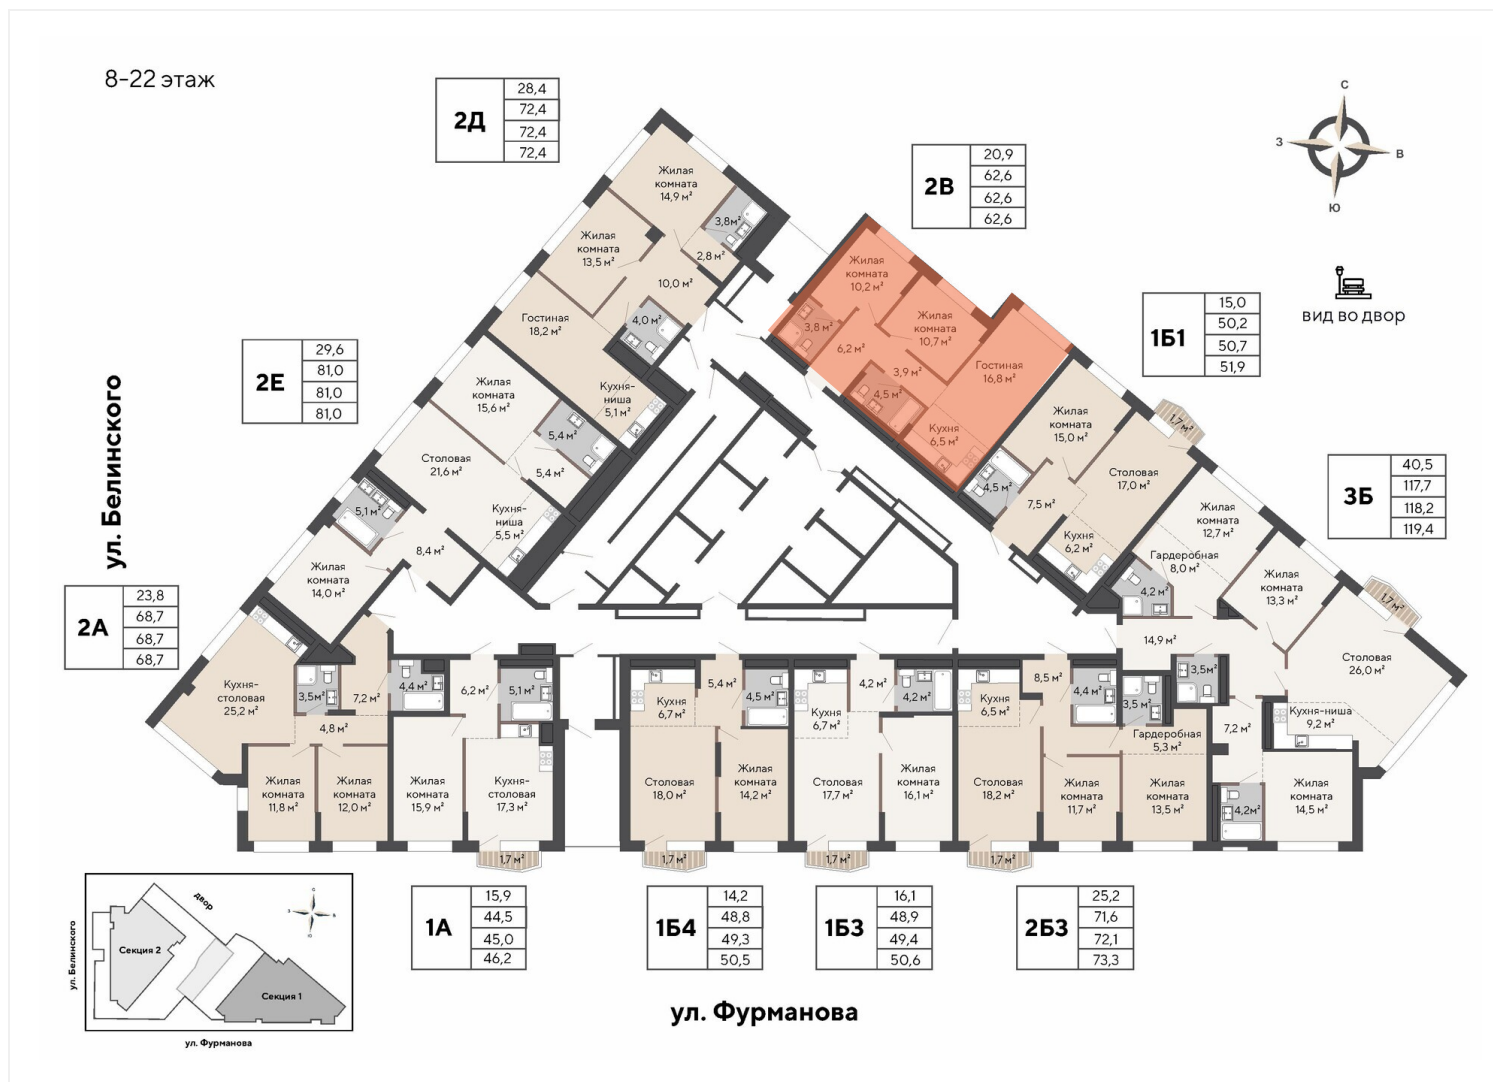 8-22 этаж
2Д
28,4
72,4
72,4
72,4
2В
20,9
62,6
62,6
62,6
С
З
В
Ю
вид во двор
1Б1
15,0
50,2
50,7
51,9
2Е
29,6
81,0
81,0
81,0
3Б
40,5
117,7
118,2
119,4
2А
23,8
68,7
68,7
68,7
ул. Белинского
Жилая
комната
14,9 м²
3,8м²
2,8 м²
Жилая
комната
13,5 м²
10,0 м²
Гостиная
18,2 м²
4,0 м²
Кухня-
ниша
5,1 м²
Жилая
комната
15,6 м²
5,4 м²
5,4 м²
Столовая
21,6 м²
Кухня-
ниша
5,5 м²
5,1 м²
8,4 м²
Жилая
комната
14,0 м²
Жилая
комната
10,2 м²
3,8 м²
6,2 м²
Жилая
комната
10,7 м²
3,9 м²
4,5 м²
Гостиная
16,8 м²
Кухня
6,5 м²
Жилая
комната
15,0 м²
1,7 м²
Столовая
17,0 м²
4,5 м²
7,5 м²
Кухня
6,2 м²
Жилая
комната
12,7 м²
Гардеробная
8,0 м²
4,2 м²
Жилая
комната
13,3 м²
1,7 м²
14,9 м²
3,5м²
Столовая
26,0 м²
Кухня-ниша
9,2 м²
7,2 м²
4,2м²
Жилая
комната
14,5 м²
Кухня-
столовая
25,2 м²
3,5м²
7,2 м²
4,4 м²
4,8 м²
Жилая
комната
11,8 м²
Жилая
комната
12,0 м²
6,2 м²
5,1 м²
Жилая
комната
15,9 м²
Кухня-
столовая
17,3 м²
1,7 м²
5,4 м²
4,5 м²
Кухня
6,7 м²
Столовая
18,0 м²
Жилая
комната
14,2 м²
1,7 м²
4,2 м²
4,2 м²
Кухня
6,7 м²
Столовая
17,7 м²
Жилая
комната
16,1 м²
1,7 м²
8,5 м²
4,4 м²
Кухня
6,5 м²
3,5 м²
Гардеробная
5,3 м²
Столовая
18,2 м²
Жилая
комната
11,7 м²
Жилая
комната
13,5 м²
1,7 м²
1А
15,9
44,5
45,0
46,2
1Б4
14,2
48,8
49,3
50,5
1Б3
16,1
48,9
49,4
50,6
2Б3
25,2
71,6
72,1
73,3
ул. Фурманова
ул. Белинского
двор
Секция 2
Секция 1
ул. Фурманова